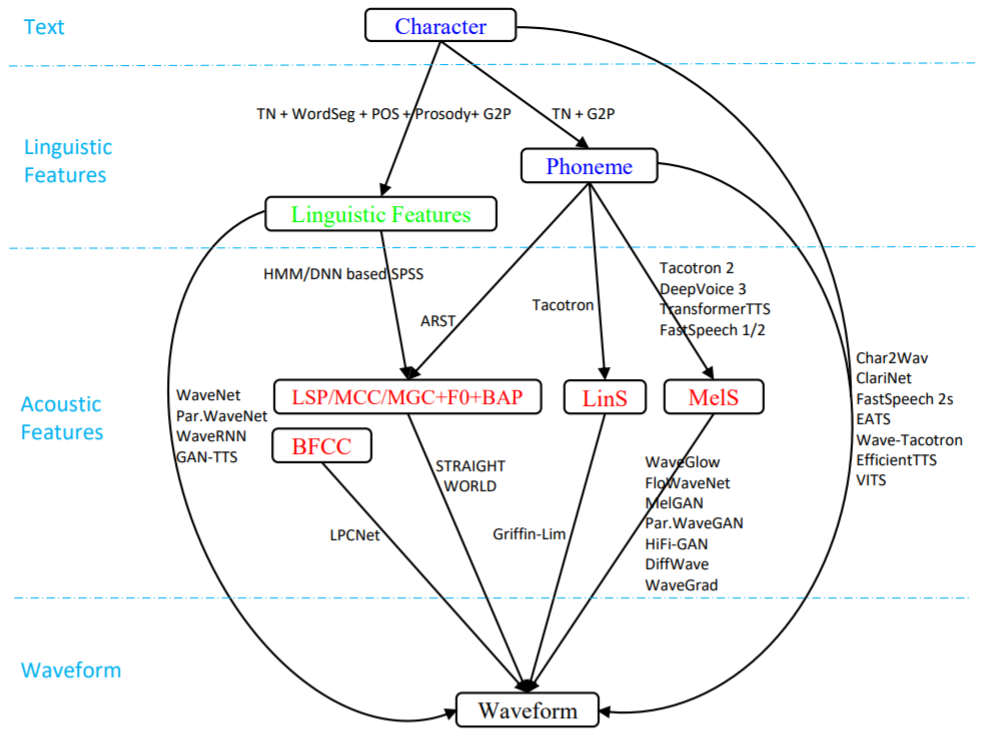 Text
Character
TN + WordSeg + POS + Prosody+ G2P
TN + G2P
Linguistic
Features
Phoneme
Linguistic Features
HMM/DNN based SPSS
ARST
Tacotron
Tacotron 2
DeepVoice 3
TransformerTTS
FastSpeech 1/2
Acoustic
Features
WaveNet
Par.WaveNet
WaveRNN
GAN-TTS
LSP/MCC/MGC+F0+BAP
LinS
MelS
BFCC
Char2Wav
ClariNet
FastSpeech 2s
EATS
Wave-Tacotron
EfficientTTS
VITS
LPCNet
STRAIGHT
WORLD
Griffin-Lim
WaveGlow
FloWaveNet
MelGAN
Par.WaveGAN
HiFi-GAN
DiffWave
WaveGrad
Waveform
Waveform